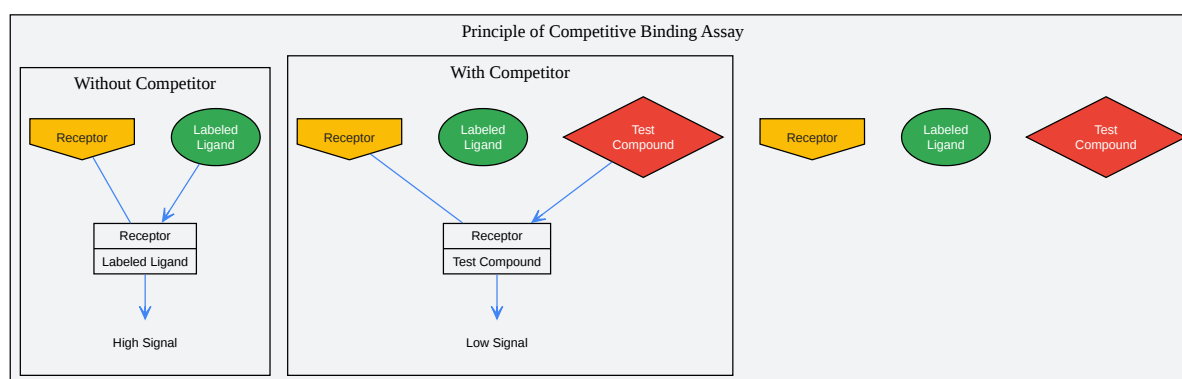 Principle of Competitive Binding Assay
Without Competitor
Receptor
Labeled
Ligand
Receptor
Labeled Ligand
High Signal
With Competitor
Receptor
Labeled
Ligand
Test
Compound
Receptor
Test Compound
Low Signal
Receptor
Labeled
Ligand
Test
Compound